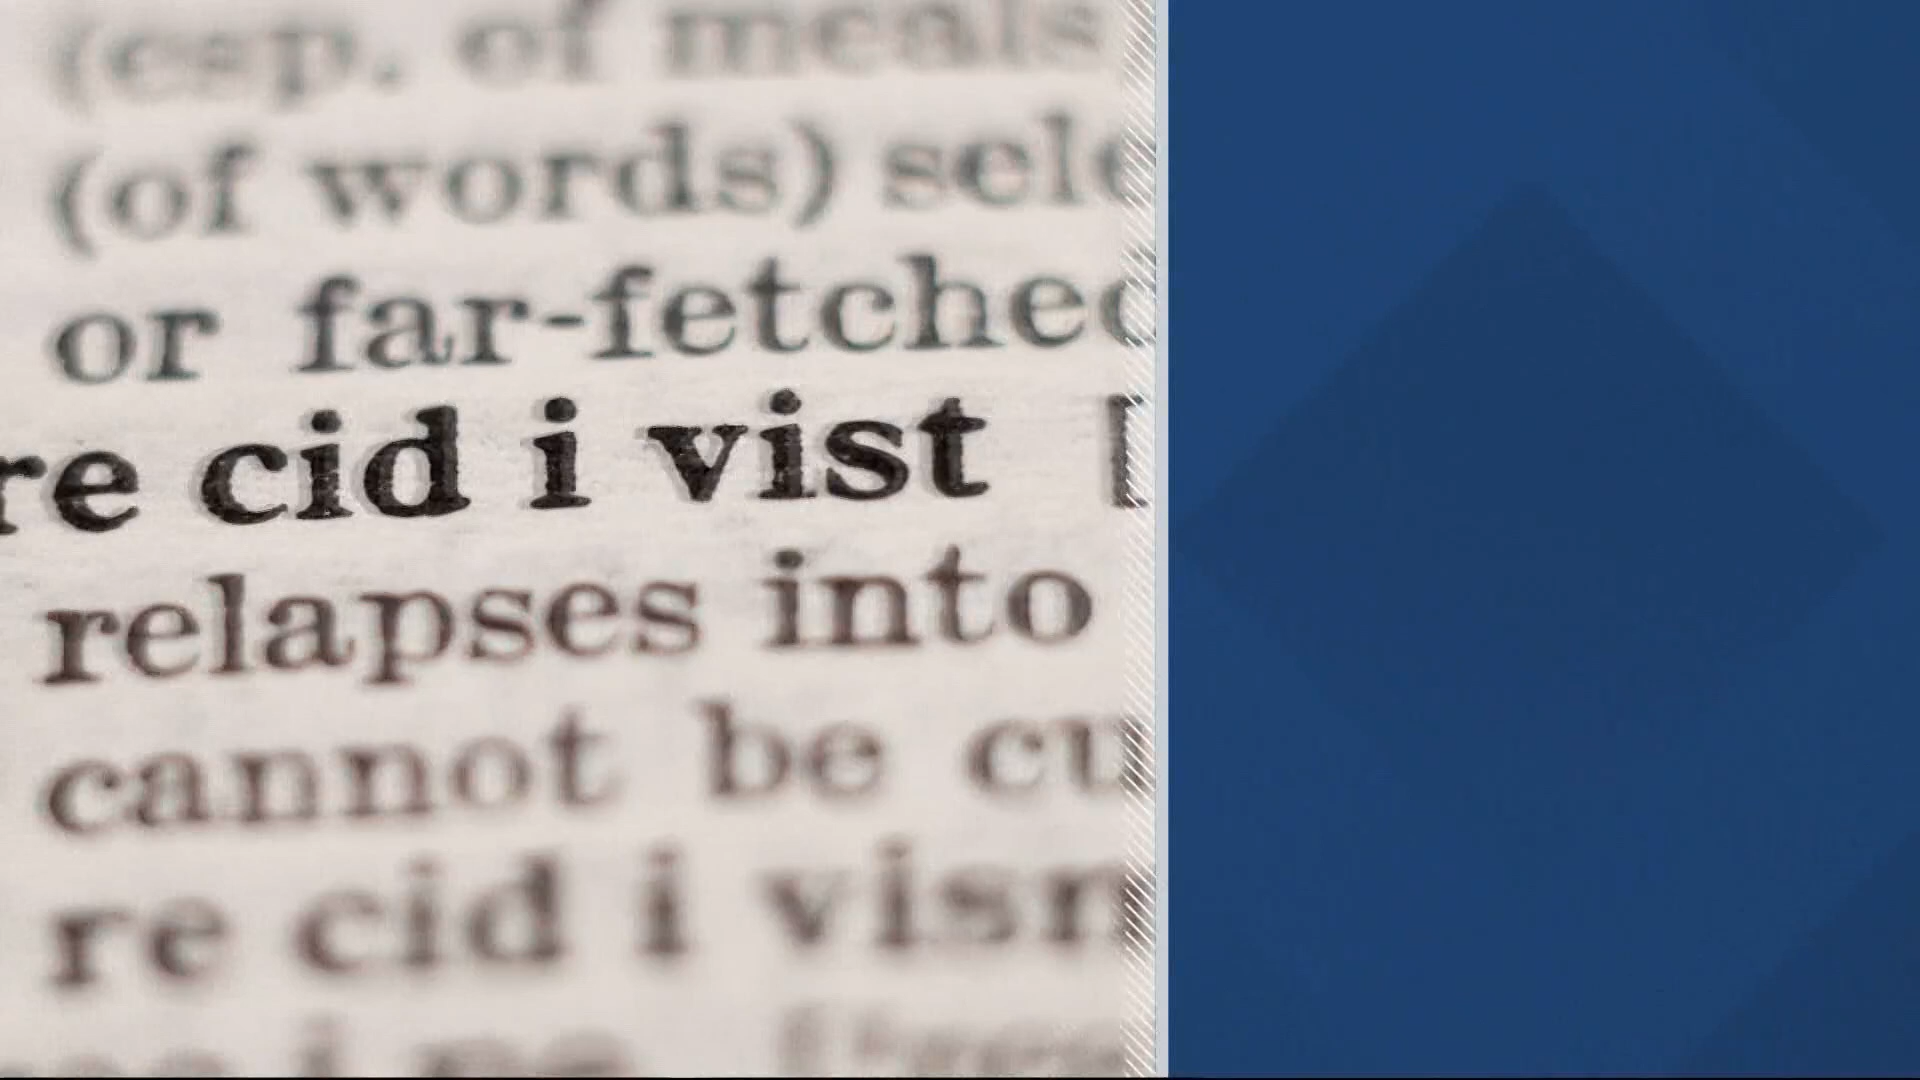 (esp. of meals
(of words) sele
or far-fetched
re cid i vist [
relapses into
cannot be cu
re cid i vism